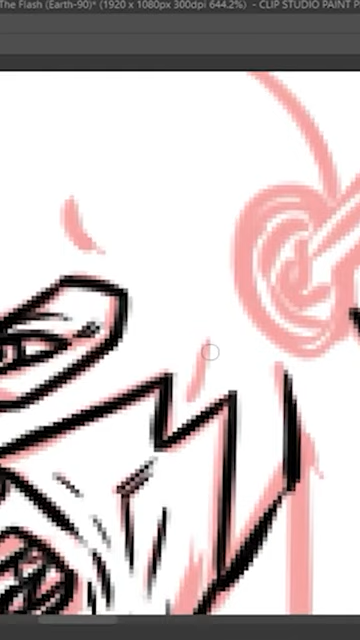 The Flash (Earth-90)* (1920 x 1080px 300dpi 644.2%) - CLIP STUDIO PAINT P